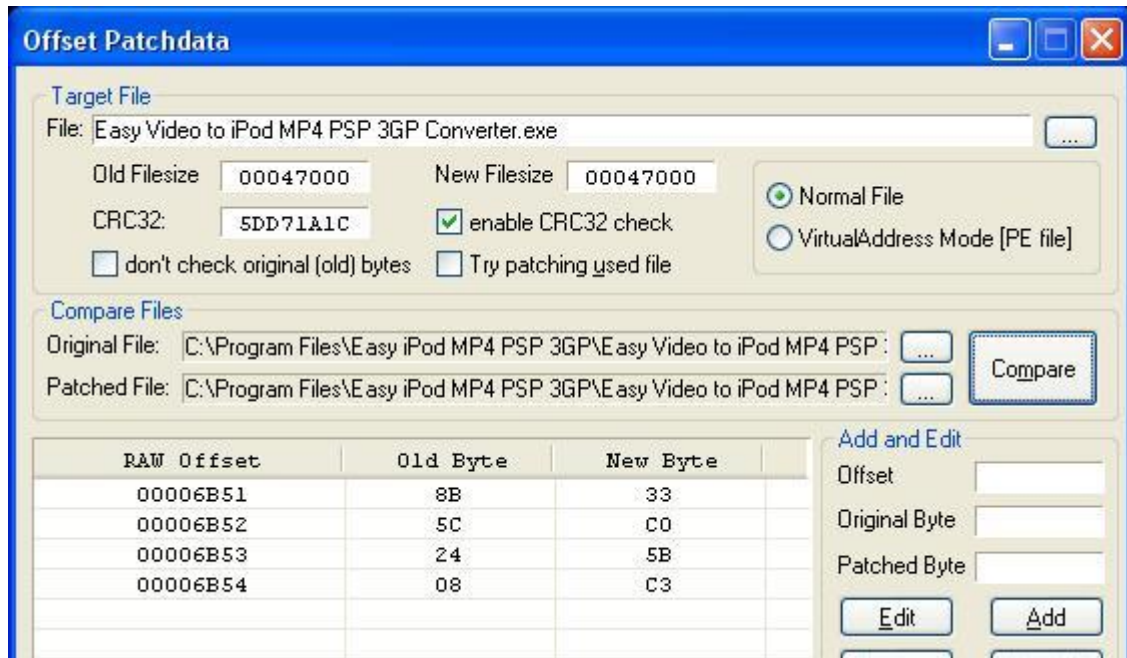 Offset Patchdata
Target File
File: Easy Video to iPod MP4 PSP 3GP Converter.exe ...
Old Filesize 00047000 New Filesize 00047000
Normal File
CRC32: 5DD71A1C enable CRC32 check
VirtualAddress Mode [PE file]
don't check original (old) bytes Try patching used file
Compare Files
Original File: C:\Program Files\Easy iPod MP4 PSP 3GP\Easy Video to iPod MP4 PSP ...
Compare
Patched File: C:\Program Files\Easy iPod MP4 PSP 3GP\Easy Video to iPod MP4 PSP ...
RAW Offset Old Byte New Byte
00006B51 8B 33
00006B52 5C C0
00006B53 24 5B
00006B54 08 C3
Add and Edit
Offset
Original Byte
Patched Byte
Edit Add